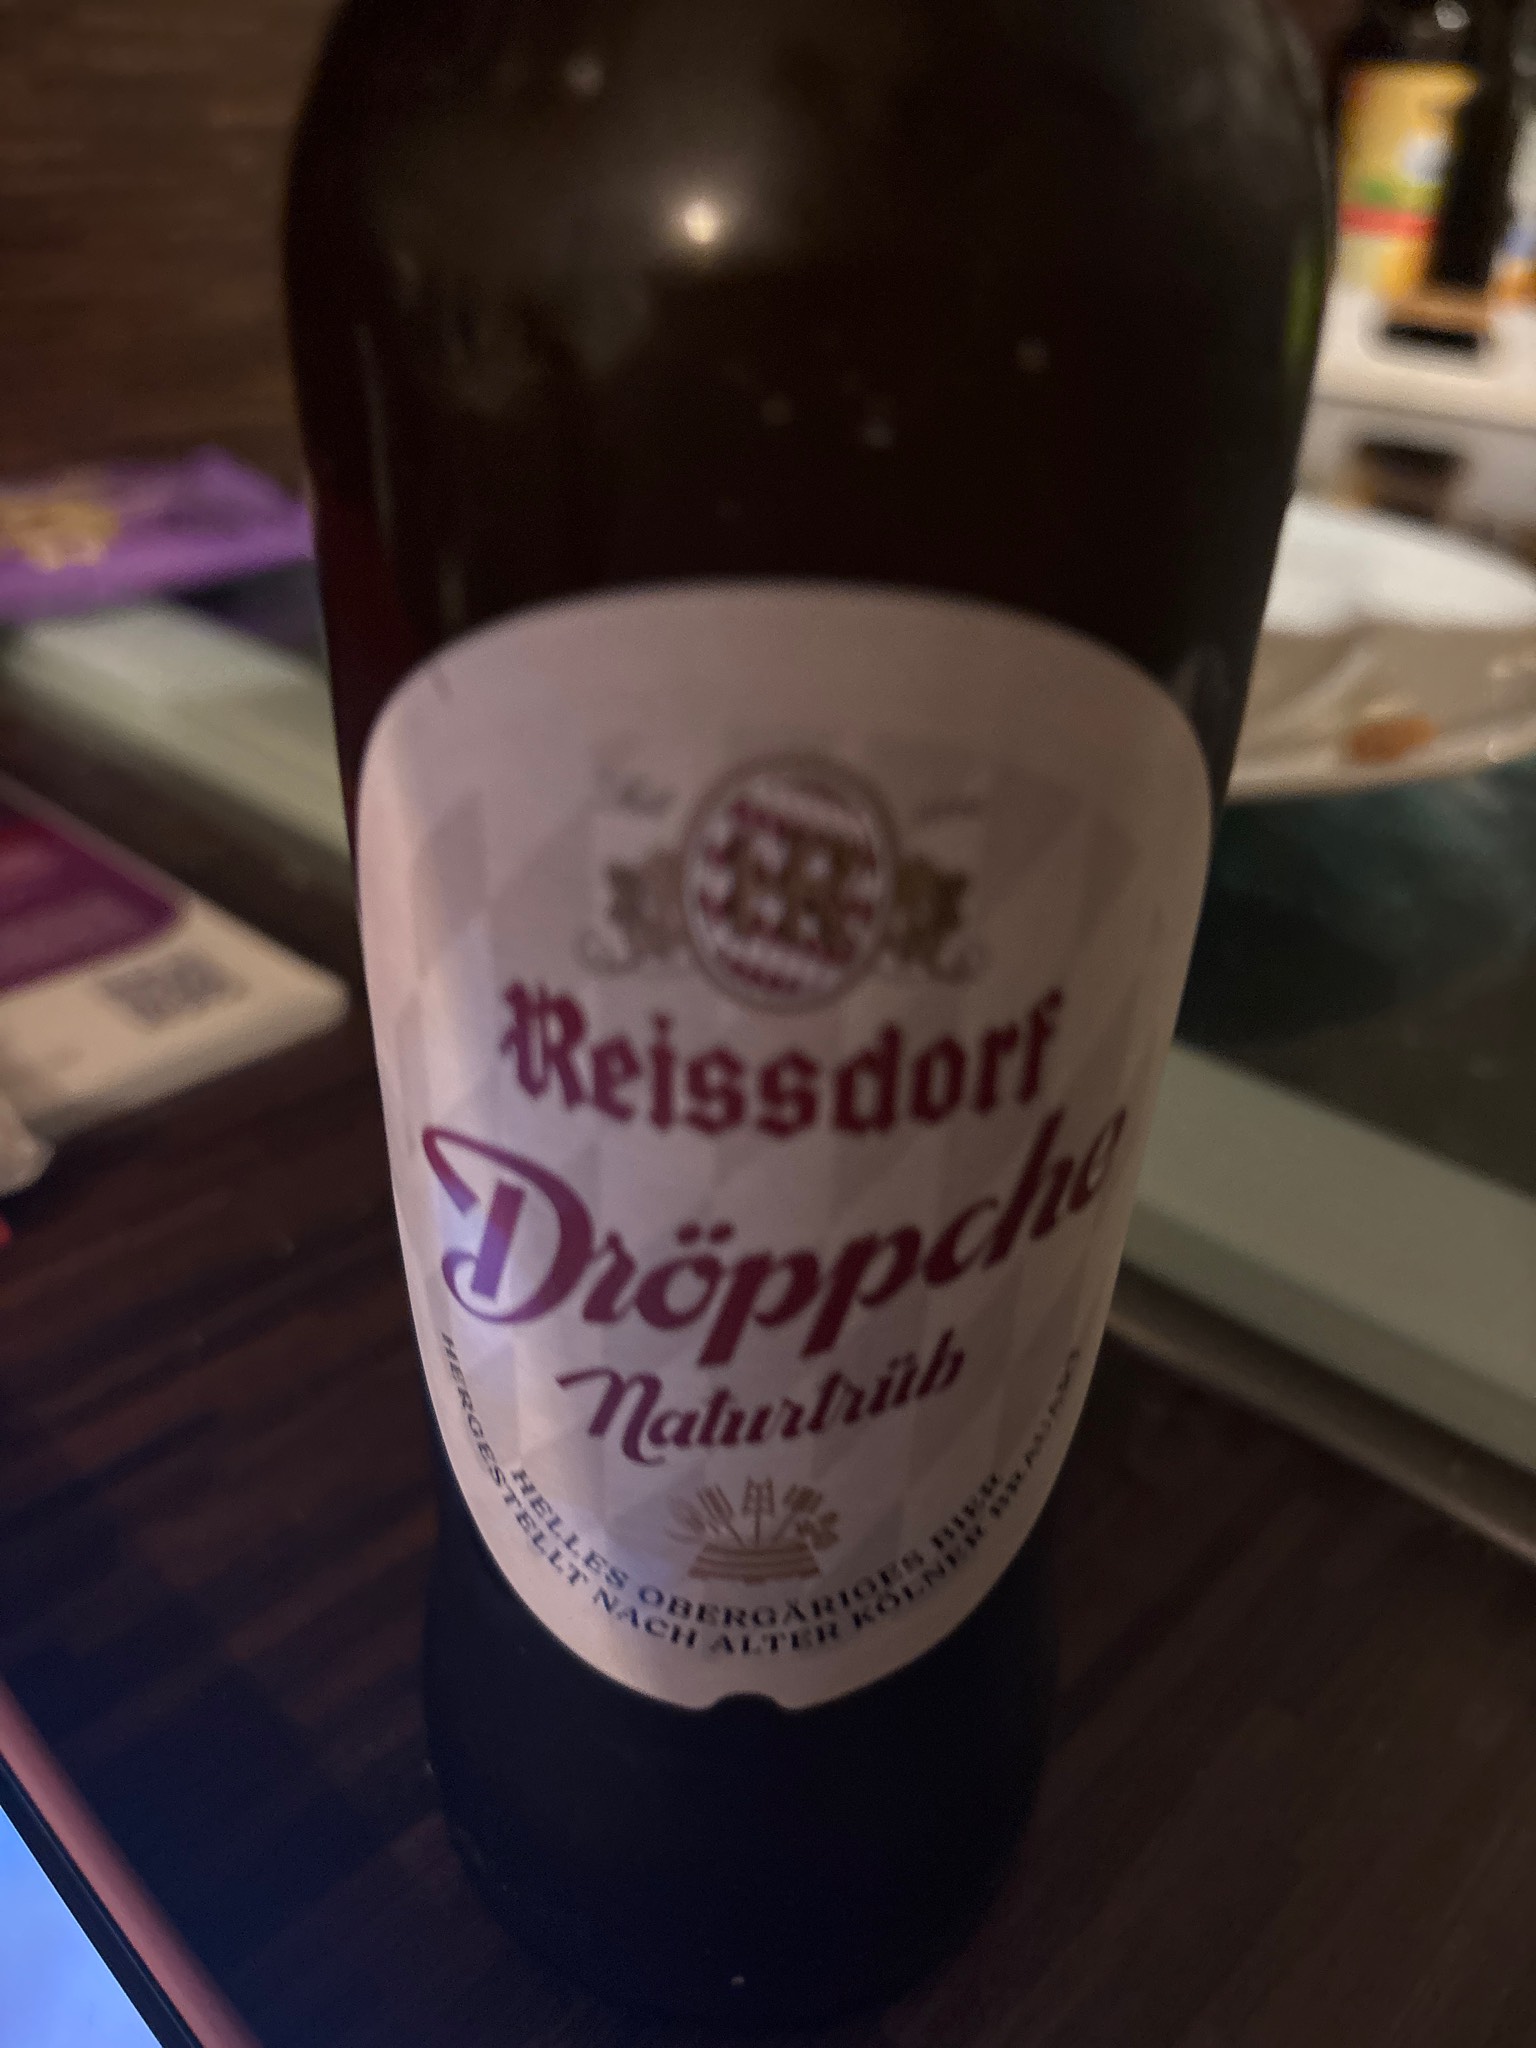 Reissdorf
Dröppche
Naturtrüb
HELLES OBERGÄRIGES BIER
HERGESTELLT NACH ALTER KÖLNER BRAUART